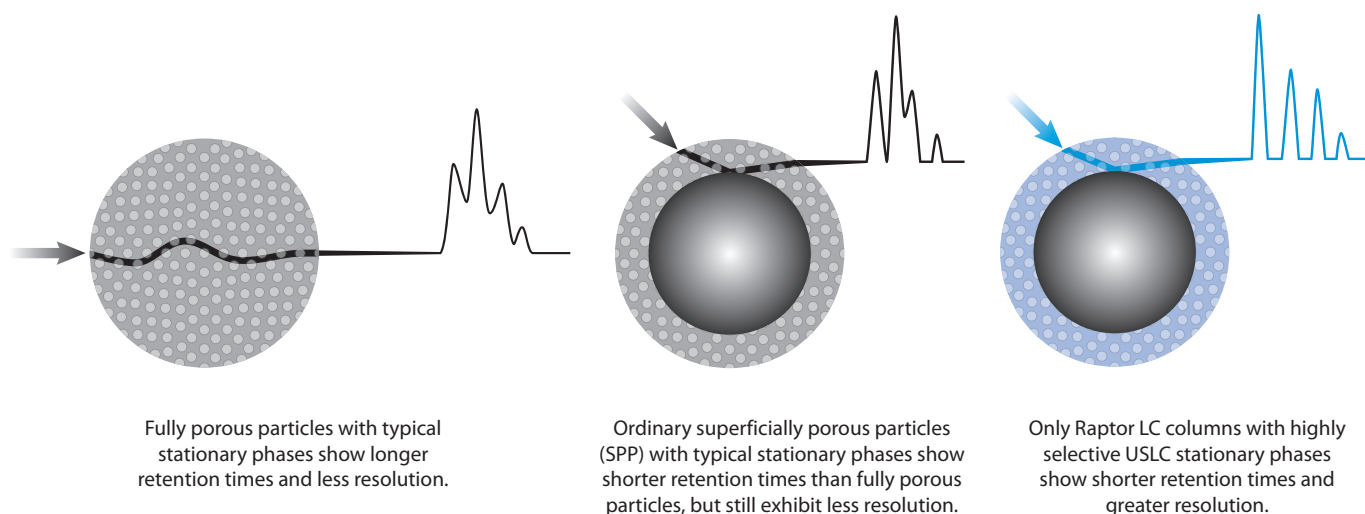 Fully porous particles with typical
stationary phases show longer
retention times and less resolution.
Ordinary superficially porous particles
(SPP) with typical stationary phases show
shorter retention times than fully porous
particles, but still exhibit less resolution.
Only Raptor LC columns with highly
selective USLC stationary phases
show shorter retention times and
greater resolution.